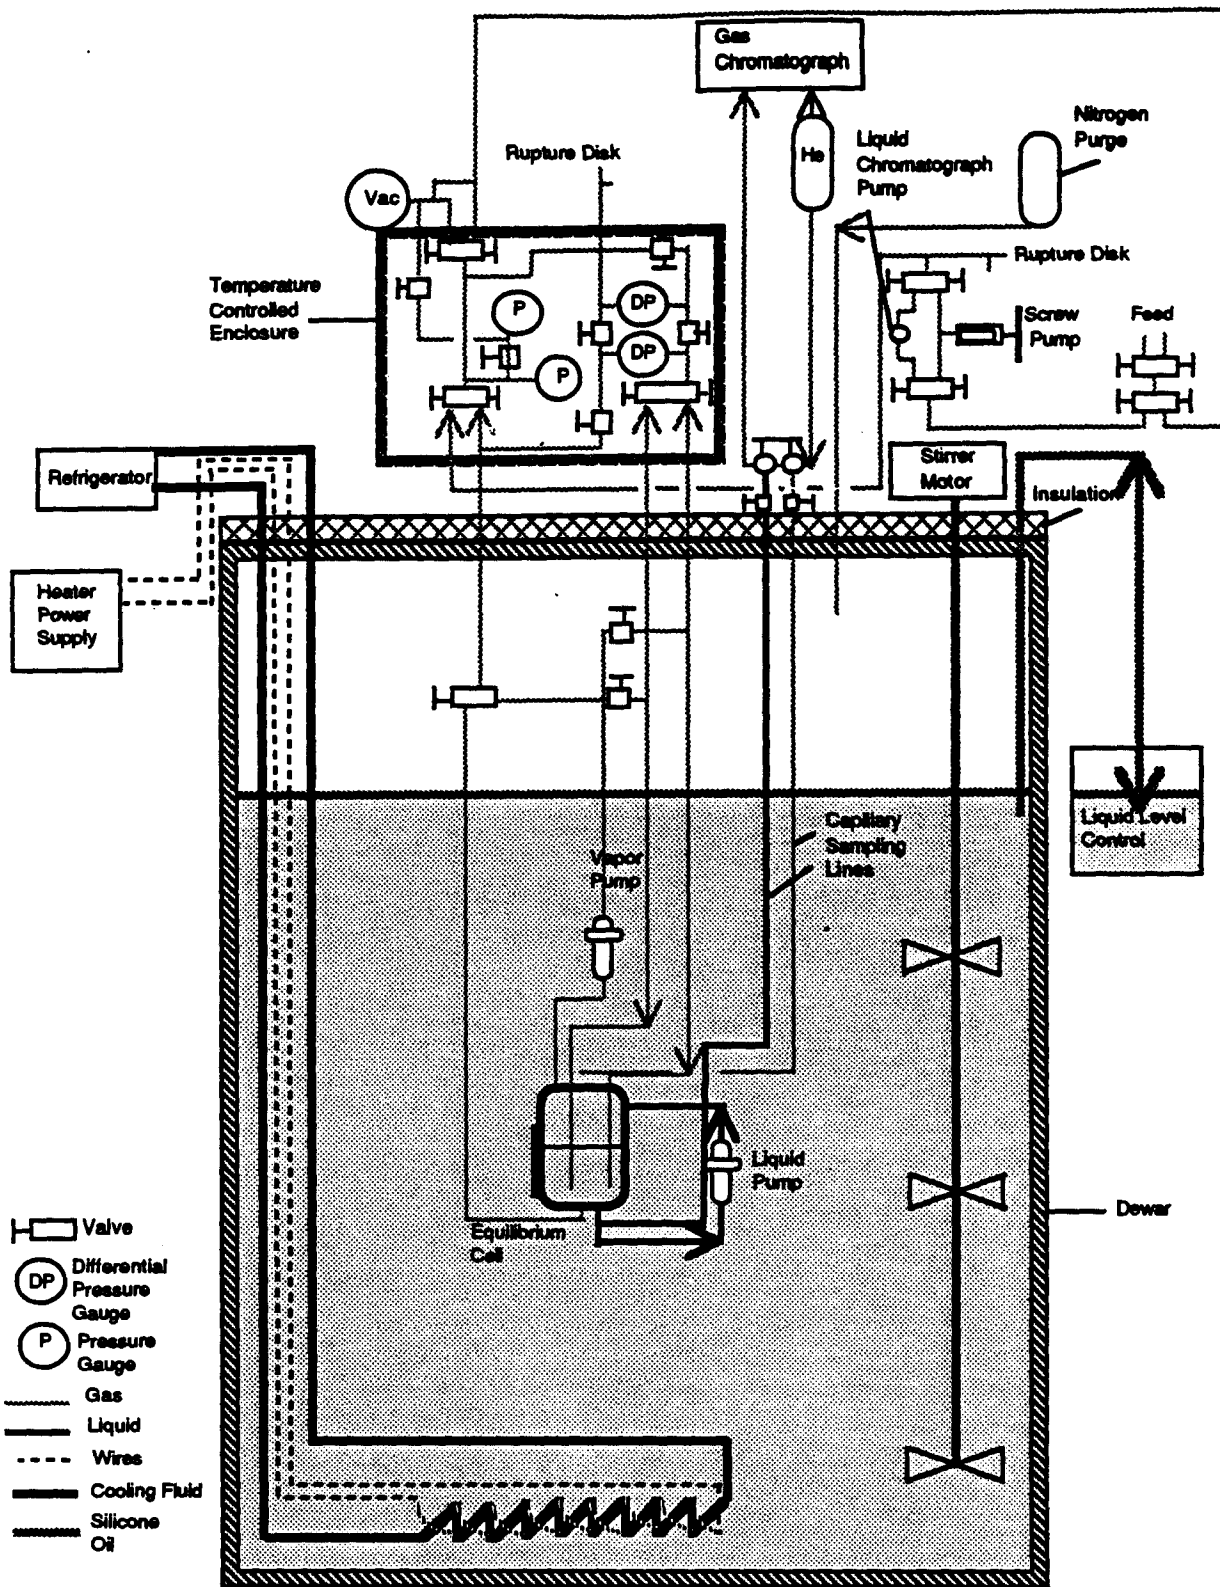 Gas
Chromatograph
Nitrogen
Purge
He
Liquid
Chromatograph
Pump
Rupture Disk
Vac
Rupture Disk
Temperature
Controlled
Enclosure
P
DP
Screw
Pump
Feed
DP
P
Refrigerator
Stirrer
Motor
Insulation
Heater
Power
Supply
Capillary
Sampling
Lines
Liquid Level
Control
Vapor
Pump
Liquid
Pump
Dewar
Equilibrium
Cell
Valve
DP
Differential
Pressure
Gauge
P
Pressure
Gauge
Gas
Liquid
Wires
Cooling Fluid
Silicone
Oil